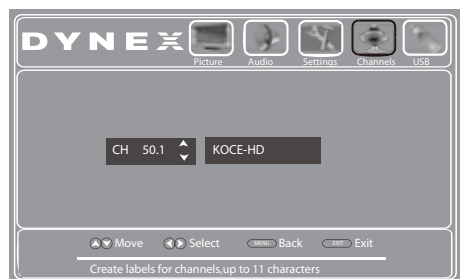 DYNEX
Picture Audio Settings Channels USB
CH 50.1 KOCE-HD
Move Select MENU Back EXIT Exit
Create labels for channels,up to 11 characters